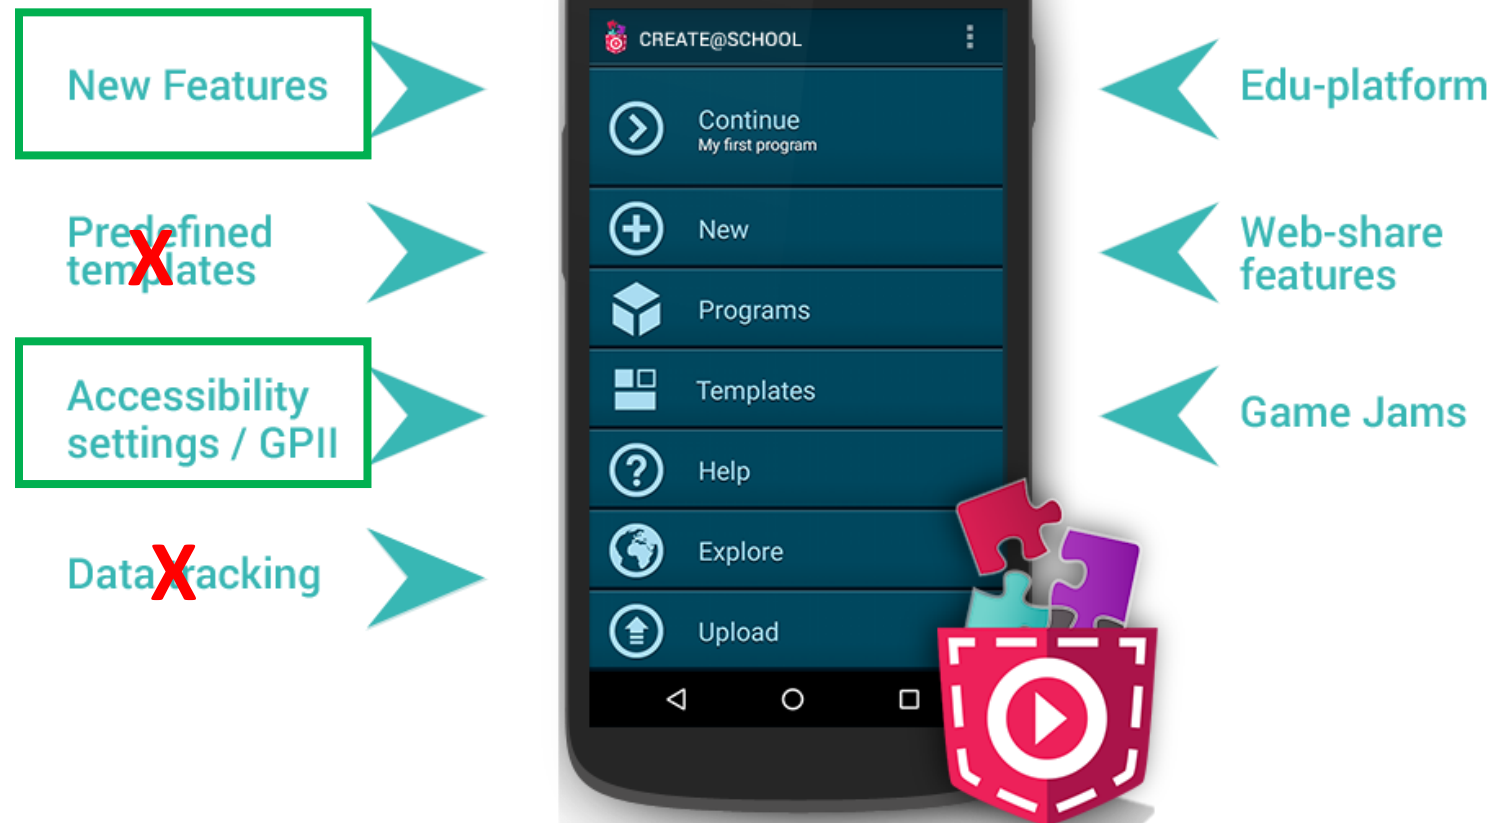 New Features
Predefined
templates
X
Accessibility
settings / GPII
Data tracking
X
CREATE@SCHOOL
Continue
My first program
New
Programs
Templates
Help
Explore
Upload
Edu-platform
Web-share
features
Game Jams